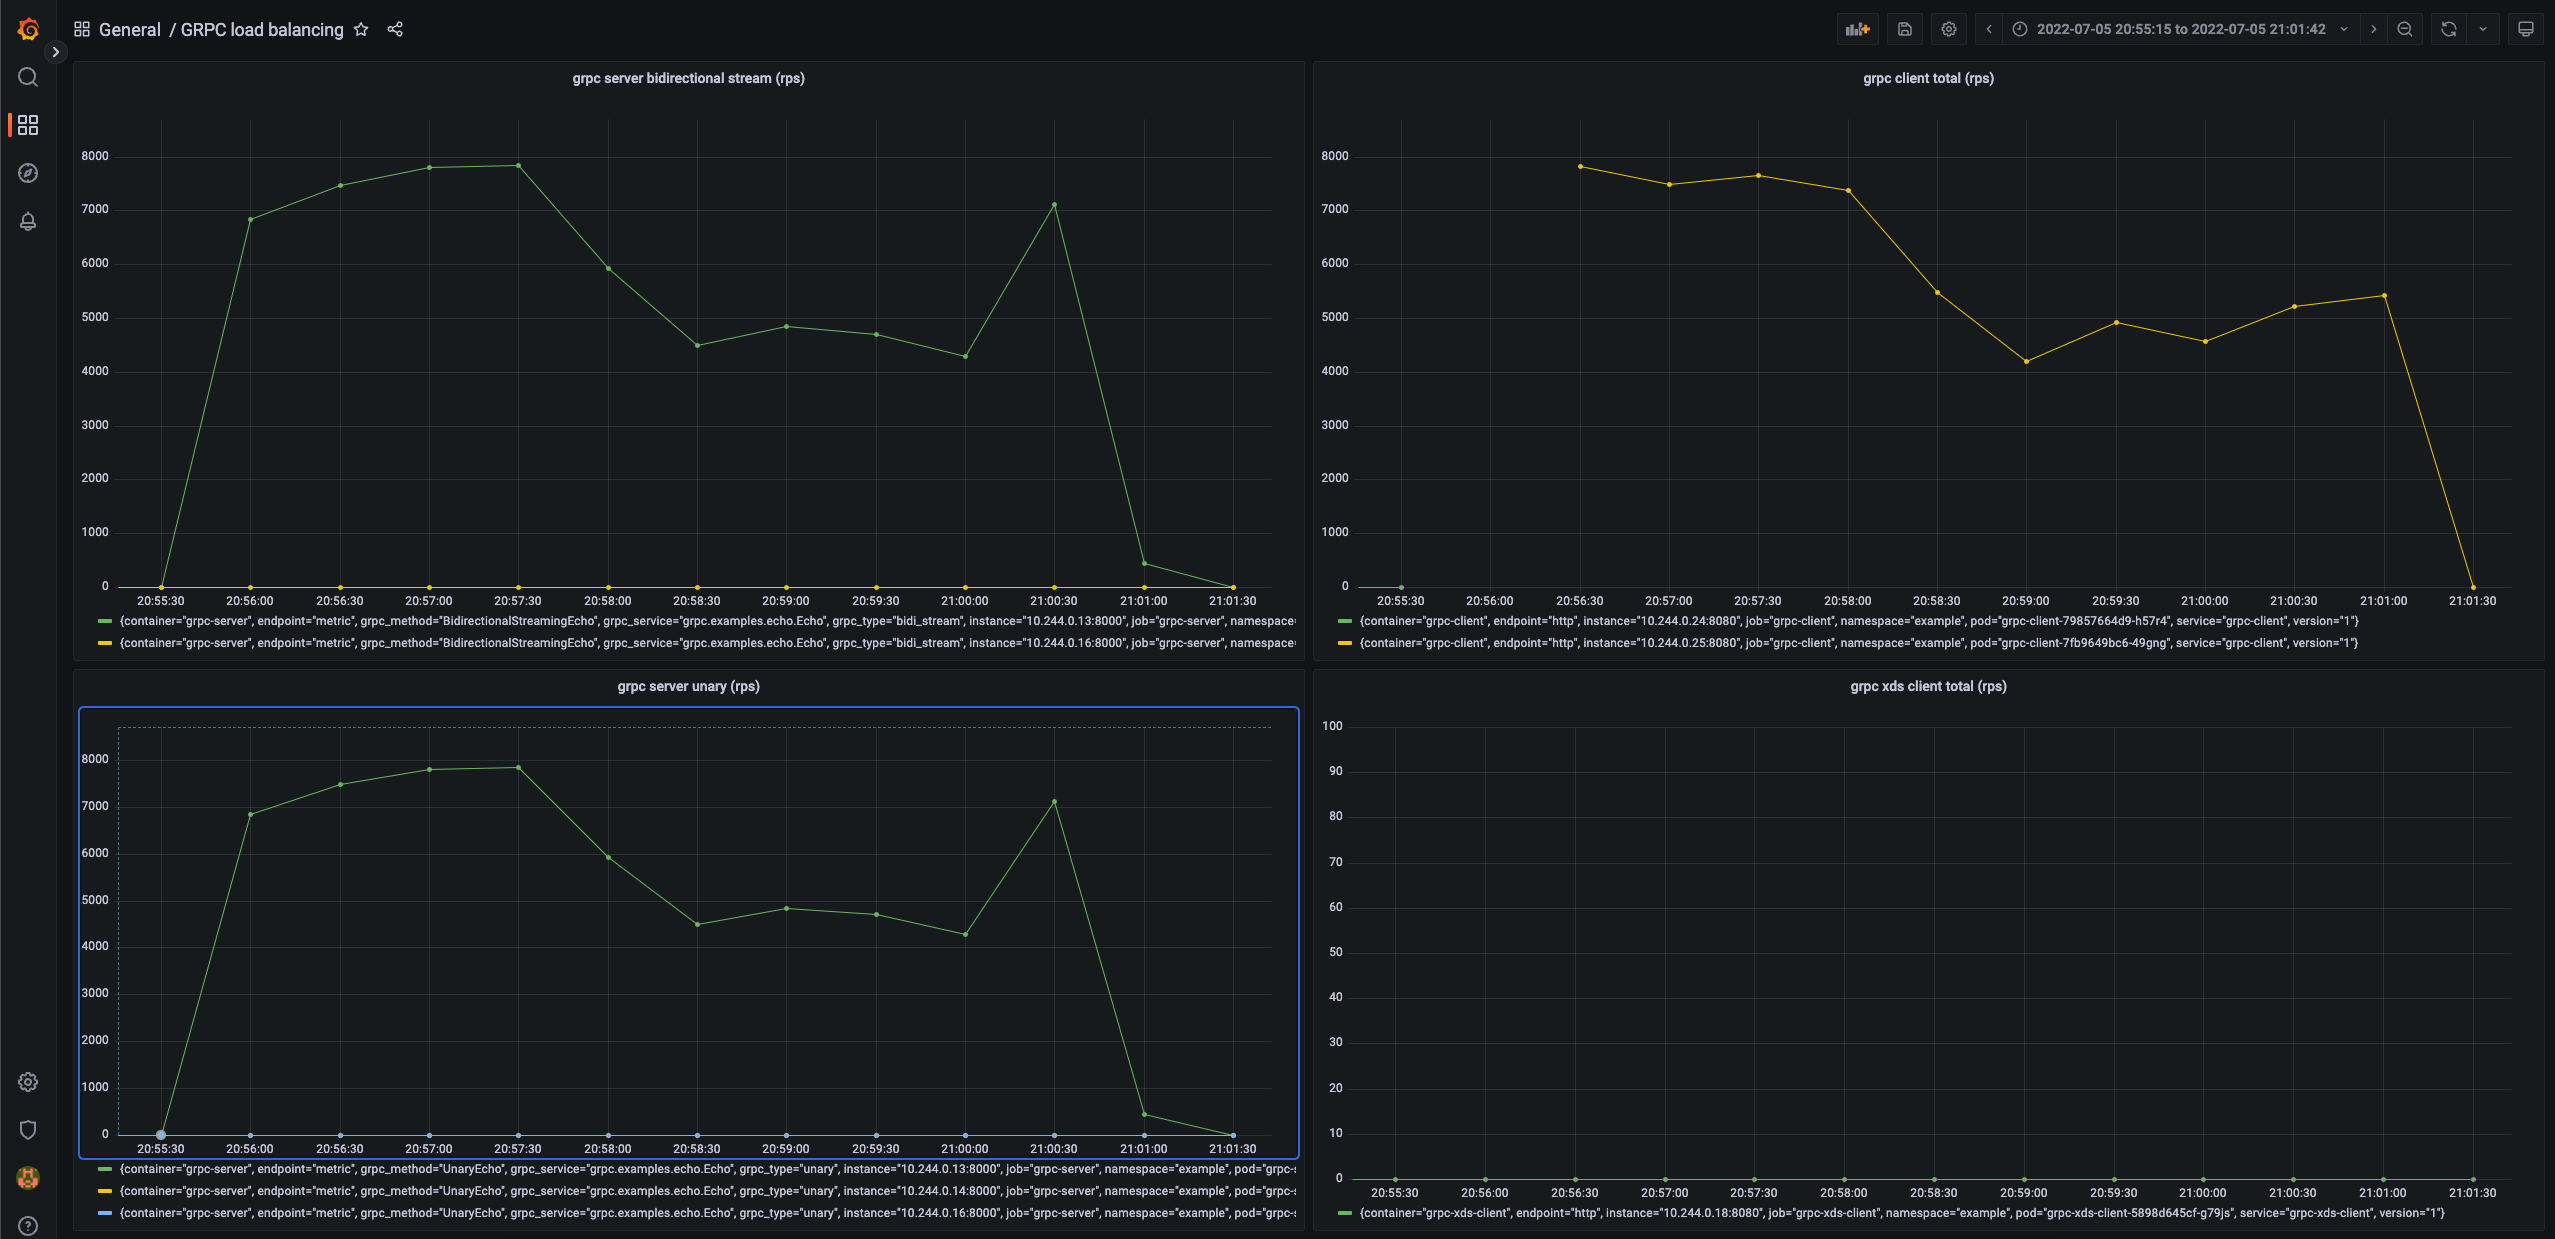 General / GRPC load balancing
2022-07-05 20:55:15 to 2022-07-05 21:01:42
grpc server bidirectional stream (rps)
8000
7000
6000
5000
4000
3000
2000
1000
0
20:55:30 20:56:00 20:56:30 20:57:00 20:57:30 20:58:00 20:58:30 20:59:00 20:59:30 21:00:00 21:00:30 21:01:00 21:01:30
{container="grpc-server", endpoint="metric", grpc_method="BidirectionalStreamingEcho", grpc_service="grpc.examples.echo.Echo", grpc_type="bidi_stream", instance="10.244.0.13:8000", job="grpc-server", namespace=
{container="grpc-server", endpoint="metric", grpc_method="BidirectionalStreamingEcho", grpc_service="grpc.examples.echo.Echo", grpc_type="bidi_stream", instance="10.244.0.16:8000", job="grpc-server", namespace=
grpc client total (rps)
8000
7000
6000
5000
4000
3000
2000
1000
0
20:55:30 20:56:00 20:56:30 20:57:00 20:57:30 20:58:00 20:58:30 20:59:00 20:59:30 21:00:00 21:00:30 21:01:00 21:01:30
{container="grpc-client", endpoint="http", instance="10.244.0.24:8080", job="grpc-client", namespace="example", pod="grpc-client-79857664d9-h57r4", service="grpc-client", version="1"}
{container="grpc-client", endpoint="http", instance="10.244.0.25:8080", job="grpc-client", namespace="example", pod="grpc-client-7fb9649bc6-49gng", service="grpc-client", version="1"}
grpc server unary (rps)
8000
7000
6000
5000
4000
3000
2000
1000
0
20:55:30 20:56:00 20:56:30 20:57:00 20:57:30 20:58:00 20:58:30 20:59:00 20:59:30 21:00:00 21:00:30 21:01:00 21:01:30
{container="grpc-server", endpoint="metric", grpc_method="UnaryEcho", grpc_service="grpc.examples.echo.Echo", grpc_type="unary", instance="10.244.0.13:8000", job="grpc-server", namespace="example", pod="grpc-s
{container="grpc-server", endpoint="metric", grpc_method="UnaryEcho", grpc_service="grpc.examples.echo.Echo", grpc_type="unary", instance="10.244.0.14:8000", job="grpc-server", namespace="example", pod="grpc-s
{container="grpc-server", endpoint="metric", grpc_method="UnaryEcho", grpc_service="grpc.examples.echo.Echo", grpc_type="unary", instance="10.244.0.16:8000", job="grpc-server", namespace="example", pod="grpc-s
grpc xds client total (rps)
100
90
80
70
60
50
40
30
20
10
0
20:55:30 20:56:00 20:56:30 20:57:00 20:57:30 20:58:00 20:58:30 20:59:00 20:59:30 21:00:00 21:00:30 21:01:00 21:01:30
{container="grpc-xds-client", endpoint="http", instance="10.244.0.18:8080", job="grpc-xds-client", namespace="example", pod="grpc-xds-client-5898d645cf-g79js", service="grpc-xds-client", version="1"}